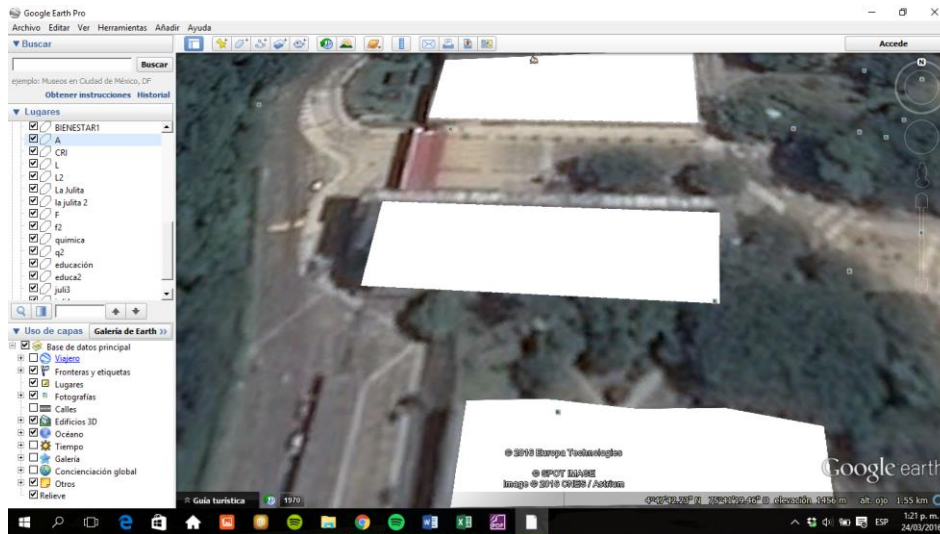 Google Earth Pro
Archivo Editar Ver Herramientas Añadir Ayuda
▼ Buscar
Accede
Buscar
ejemplo: Museos en Ciudad de México, DF
Obtener instrucciones Historial
▼ Lugares
BIENESTAR1
A
CRI
L
L2
La Julita
la julita 2
F
f2
quimica
q2
educación
educa2
juli3
▼ Uso de capas Galería de Earth >>
Base de datos principal
Viajero
Fronteras y etiquetas
Lugares
Fotografías
Calles
Edificios 3D
Océano
Tiempo
Galería
Concienciación global
Otros
Relieve
N
© 2016 Europa Technologies
© SPOT IMAGE
Image © 2016 CNES / Astrium
Google earth
Guía turística 1970
elevación 1456 m alt. ojo 1.55 km
ESP
1:21 p. m.
24/03/2016